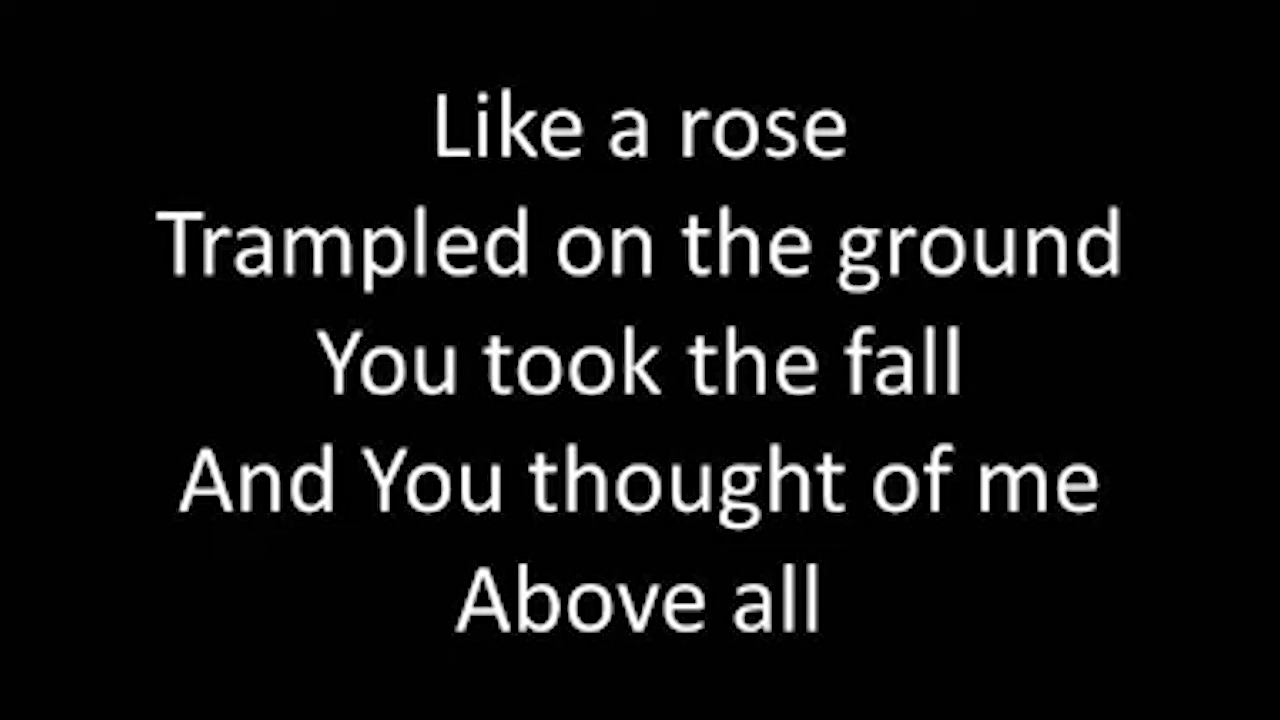 Like a rose
Trampled on the ground
You took the fall
And You thought of me
Above all